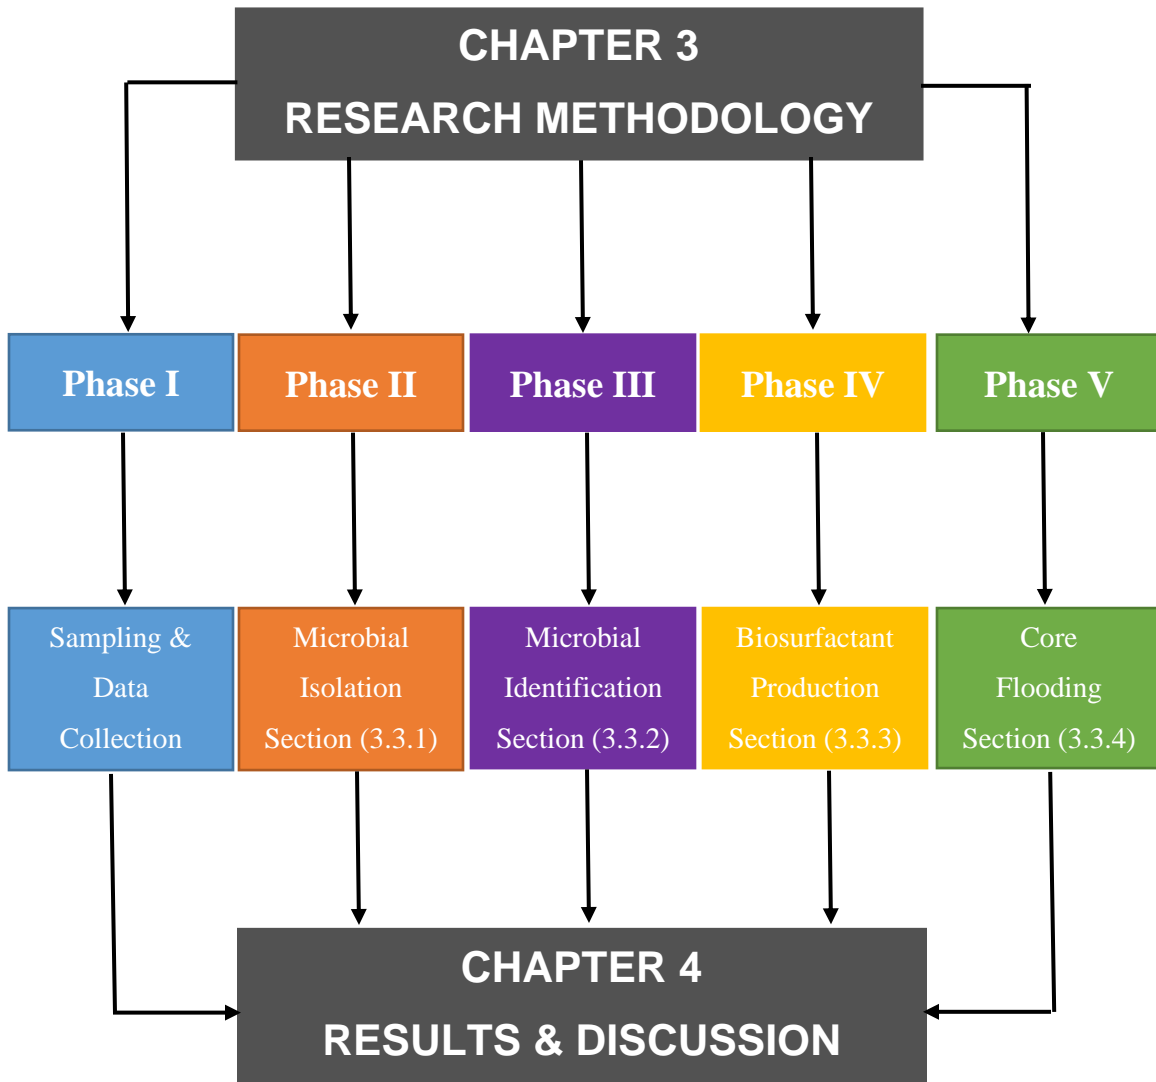 CHAPTER 3
RESEARCH METHODOLOGY
Phase I
Phase II
Phase III
Phase IV
Phase V
Sampling &
Data
Collection
Microbial
Isolation
Section (3.3.1)
Microbial
Identification
Section (3.3.2)
Biosurfactant
Production
Section (3.3.3)
Core
Flooding
Section (3.3.4)
CHAPTER 4
RESULTS & DISCUSSION